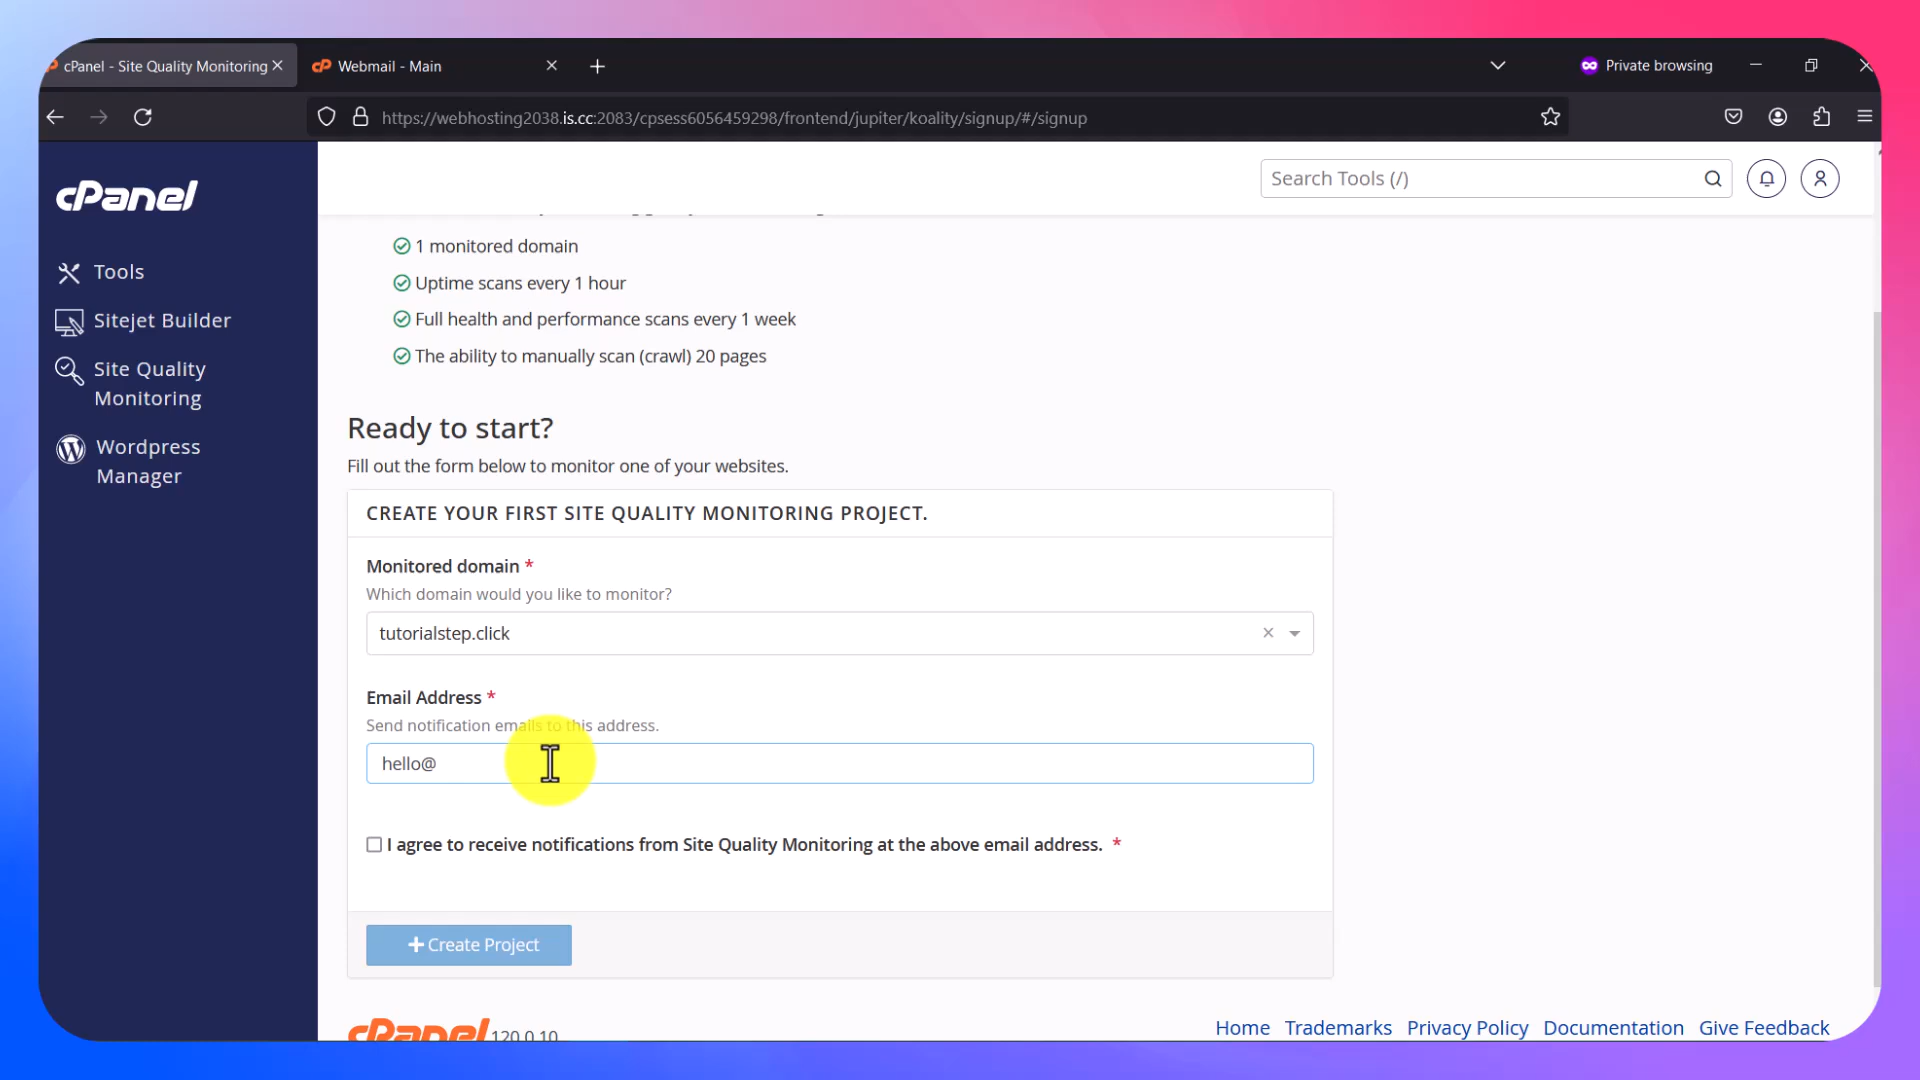 cPanel - Site Quality Monitoring
Webmail - Main
Private browsing
https://webhosting2038.is.cc:2083/cpsess6056459298/frontend/jupiter/koality/signup/#/signup
cPanel
Search Tools (/)
Tools
Sitejet Builder
Site Quality
Monitoring
Wordpress
Manager
1 monitored domain
Uptime scans every 1 hour
Full health and performance scans every 1 week
The ability to manually scan (crawl) 20 pages
Ready to start?
Fill out the form below to monitor one of your websites.
CREATE YOUR FIRST SITE QUALITY MONITORING PROJECT.
Monitored domain *
Which domain would you like to monitor?
tutorialstep.click
Email Address *
Send notification emails to this address.
hello@
I agree to receive notifications from Site Quality Monitoring at the above email address. *
Create Project
cPanel 120.0.10
Home Trademarks Privacy Policy Documentation Give Feedback